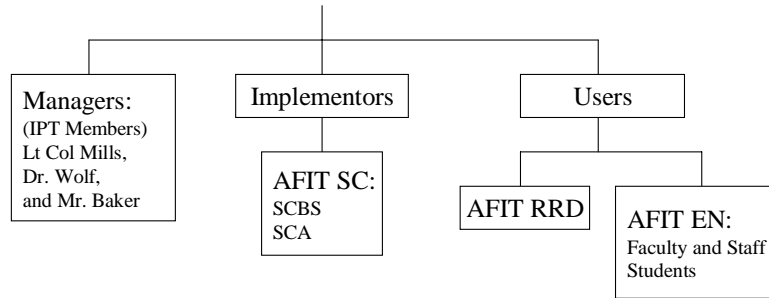 Managers:
(IPT Members)
Lt Col Mills,
Dr. Wolf,
and Mr. Baker
Implementors
AFIT SC:
SCBS
SCA
Users
AFIT RRD
AFIT EN:
Faculty and Staff
Students